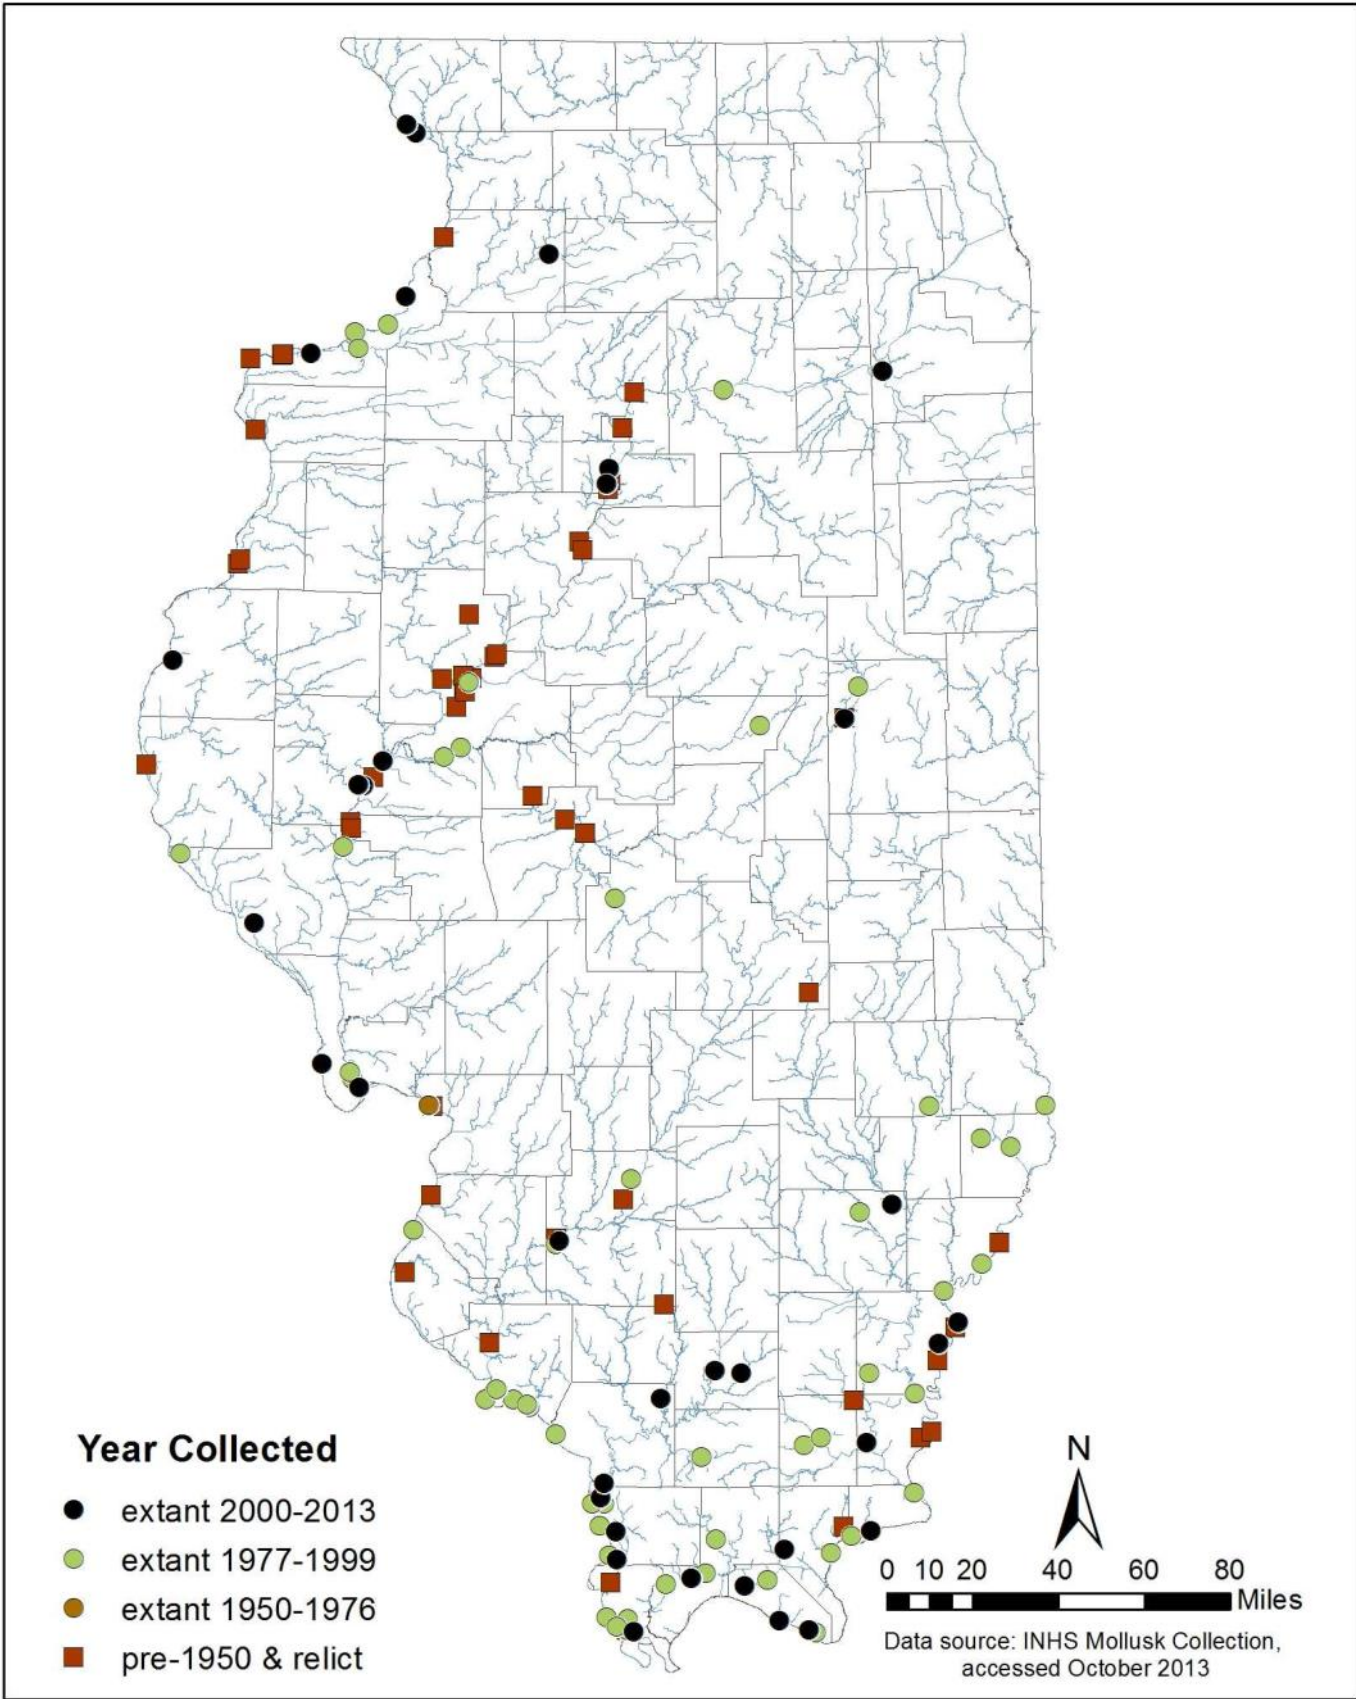 Year Collected
extant 2000-2013
extant 1977-1999
extant 1950-1976
pre-1950 & relict
N
0 10 20 40 60 80
Miles
Data source: INHS Mollusk Collection,
accessed October 2013